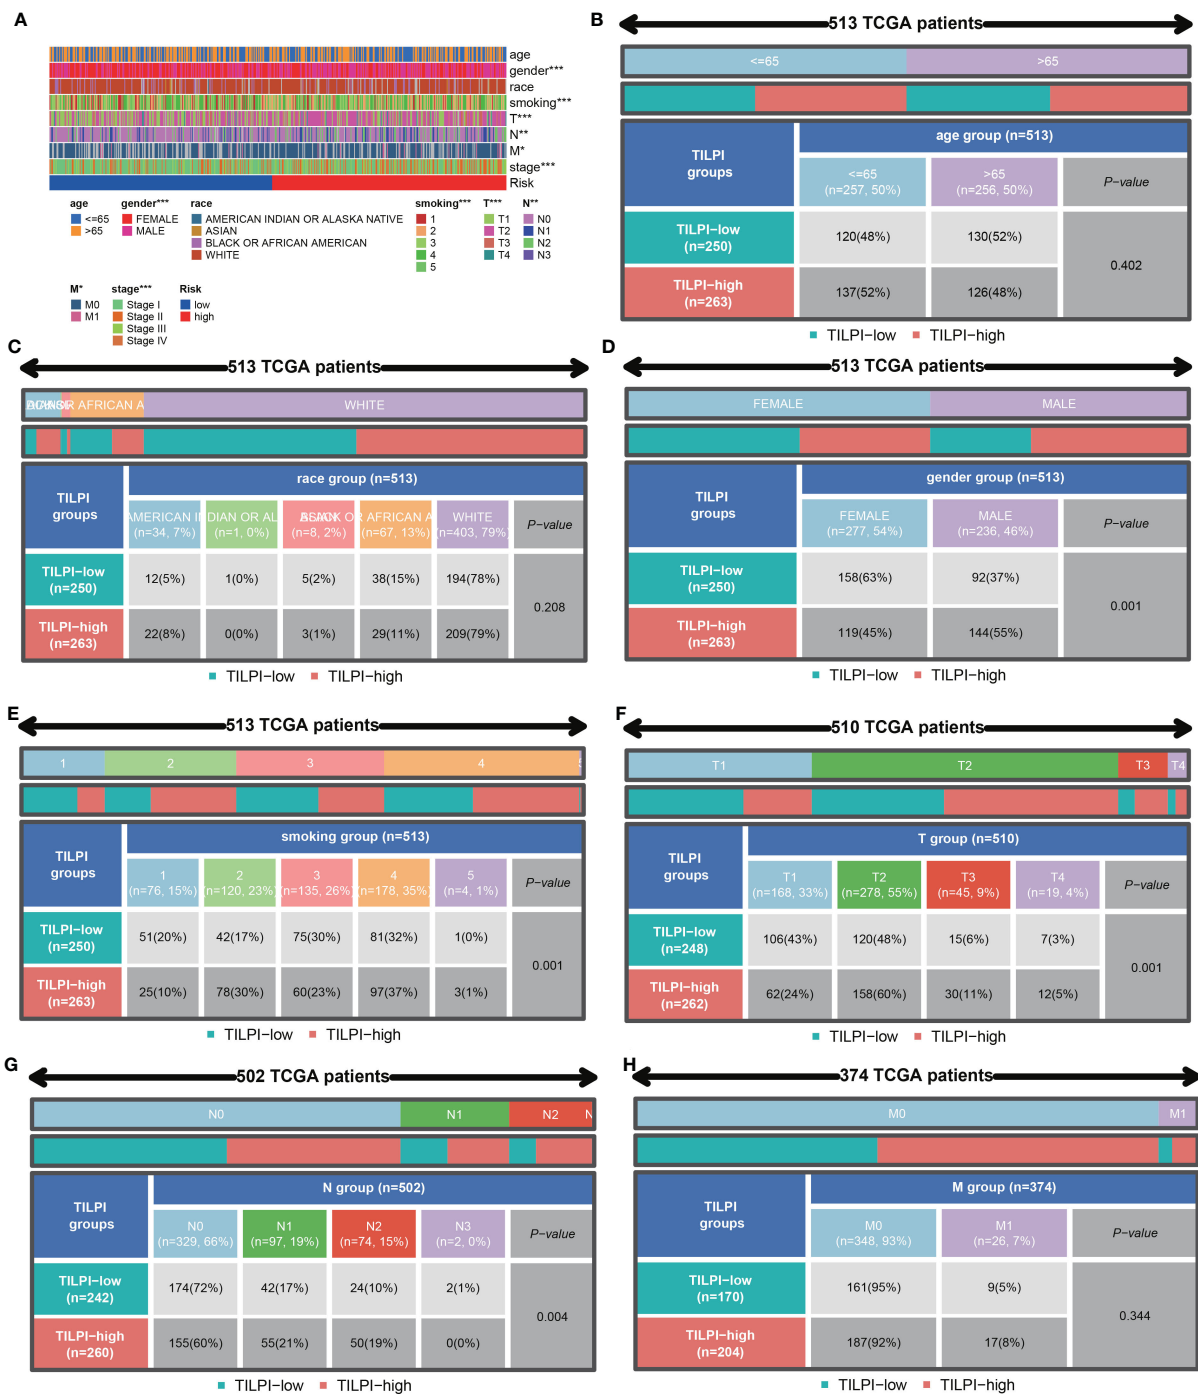 A
age
gender***
race
smoking***
T***
N**
M*
stage***
Risk
age
<=65
>65
gender***
FEMALE
MALE
race
AMERICAN INDIAN OR ALASKA NATIVE
ASIAN
BLACK OR AFRICAN AMERICAN
WHITE
smoking***
1
2
3
4
5
T***
T1
T2
T3
T4
N**
N0
N1
N2
N3
M*
M0
M1
stage***
Stage I
Stage II
Stage III
Stage IV
Risk
low
high
B
513 TCGA patients
<=65 >65
TILPI groups
age group (n=513)
<=65 (n=257, 50%)
>65 (n=256, 50%)
P-value
TILPI−low (n=250)
120(48%) 130(52%)
0.402
TILPI−high (n=263)
137(52%) 126(48%)
TILPI−low TILPI−high
C
513 TCGA patients
OR AFRICAN A WHITE
TILPI groups
race group (n=513)
AMERICAN I (n=34, 7%)
DIAN OR AL (n=1, 0%)
(n=8, 2%)
R AFRICAN A (n=67, 13%)
WHITE (n=403, 79%)
P-value
TILPI−low (n=250)
12(5%) 1(0%) 5(2%) 38(15%) 194(78%)
0.208
TILPI−high (n=263)
22(8%) 0(0%) 3(1%) 29(11%) 209(79%)
TILPI−low TILPI−high
D
513 TCGA patients
FEMALE MALE
TILPI groups
gender group (n=513)
FEMALE (n=277, 54%)
MALE (n=236, 46%)
P-value
TILPI−low (n=250)
158(63%) 92(37%)
0.001
TILPI−high (n=263)
119(45%) 144(55%)
TILPI−low TILPI−high
E
513 TCGA patients
1 2 3 4 5
TILPI groups
smoking group (n=513)
1 (n=76, 15%)
2 (n=120, 23%)
3 (n=135, 26%)
4 (n=178, 35%)
5 (n=4, 1%)
P-value
TILPI−low (n=250)
51(20%) 42(17%) 75(30%) 81(32%) 1(0%)
0.001
TILPI−high (n=263)
25(10%) 78(30%) 60(23%) 97(37%) 3(1%)
TILPI−low TILPI−high
F
510 TCGA patients
T1 T2 T3 T4
TILPI groups
T group (n=510)
T1 (n=168, 33%)
T2 (n=278, 55%)
T3 (n=45, 9%)
T4 (n=19, 4%)
P-value
TILPI−low (n=248)
106(43%) 120(48%) 15(6%) 7(3%)
0.001
TILPI−high (n=262)
62(24%) 158(60%) 30(11%) 12(5%)
TILPI−low TILPI−high
G
502 TCGA patients
N0 N1 N2 N
TILPI groups
N group (n=502)
N0 (n=329, 66%)
N1 (n=97, 19%)
N2 (n=74, 15%)
N3 (n=2, 0%)
P-value
TILPI−low (n=242)
174(72%) 42(17%) 24(10%) 2(1%)
0.004
TILPI−high (n=260)
155(60%) 55(21%) 50(19%) 0(0%)
TILPI−low TILPI−high
H
374 TCGA patients
M0 M1
TILPI groups
M group (n=374)
M0 (n=348, 93%)
M1 (n=26, 7%)
P-value
TILPI−low (n=170)
161(95%) 9(5%)
0.344
TILPI−high (n=204)
187(92%) 17(8%)
TILPI−low TILPI−high